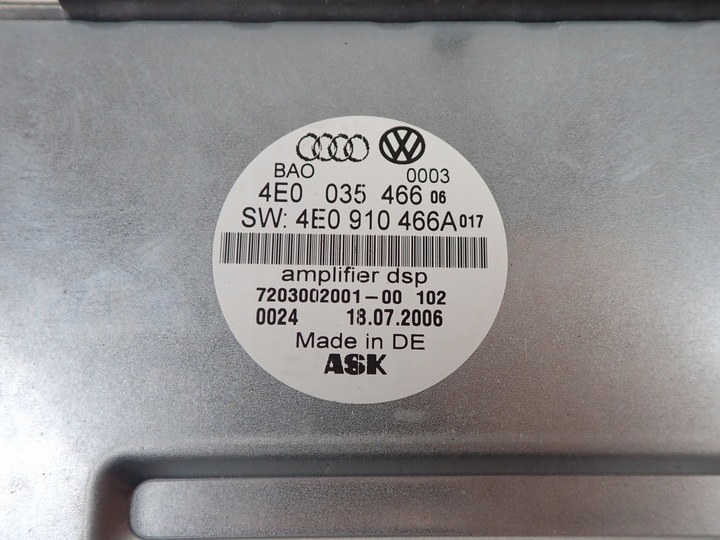 BAO 0003
4E0 035 466 06
SW: 4E0 910 466A 017
amplifier dsp
7203002001-00 102
0024 18.07.2006
Made in DE
ASK